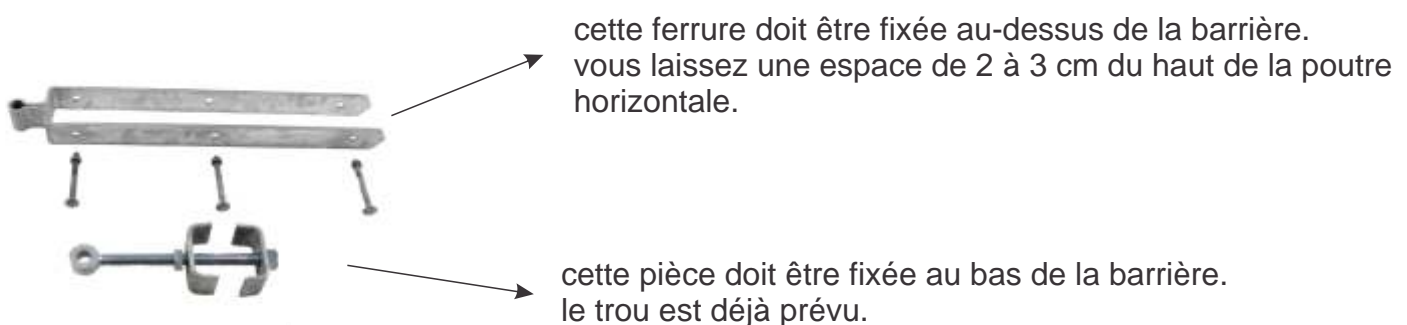 cette ferrure doit être fixée au-dessus de la barrière.
vous laissez une espace de 2 à 3 cm du haut de la poutre
horizontale.
cette pièce doit être fixée au bas de la barrière.
le trou est déjà prévu.